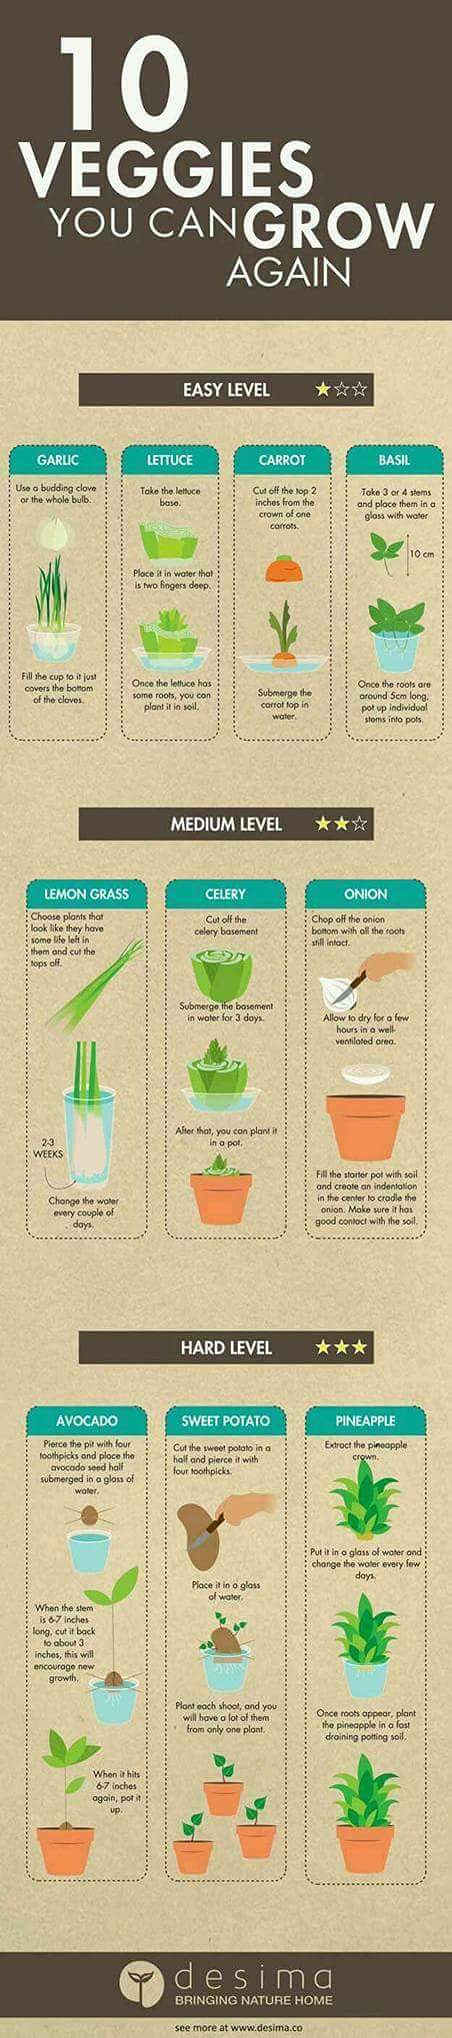 10
VEGGIES
YOU CAN GROW
AGAIN
EASY LEVEL
GARLIC
Use a budding clove
or the whole bulb.
Fill the cup to it just
covers the bottom
of the cloves.
LETTUCE
Take the lettuce
base.
Place it in water that
is two fingers deep.
Once the lettuce has
some roots, you can
plant it in soil.
CARROT
Cut off the top 2
inches from the
crown of one
carrots.
Submerge the
carrot top in
water.
BASIL
Take 3 or 4 stems
and place them in a
glass with water
10 cm
Once the roots are
around 5cm long,
pot up individual
stems into pots.
MEDIUM LEVEL
LEMON GRASS
Choose plants that
look like they have
some life left in
them and cut the
tops off.
2-3
WEEKS
Change the water
every couple of
days.
CELERY
Cut off the
celery basement
Submerge the basement
in water for 3 days.
After that, you can plant it
in a pot.
ONION
Chop off the onion
bottom with all the roots
still intact.
Allow to dry for a few
hours in a well-
ventilated area.
Fill the starter pot with soil
and create an indentation
in the center to cradle the
onion. Make sure it has
good contact with the soil.
HARD LEVEL
AVOCADO
Pierce the pit with four
toothpicks and place the
avocado seed half
submerged in a glass of
water.
When the stem
is 6-7 inches
long, cut it back
to about 3
inches, this will
encourage new
growth.
When it hits
6-7 inches
again, pot it
up.
SWEET POTATO
Cut the sweet potato in a
half and pierce it with
four toothpicks.
Place it in a glass
of water.
Plant each shoot, and you
will have a lot of them
from only one plant.
PINEAPPLE
Extract the pineapple
crown.
Put it in a glass of water and
change the water every few
days.
Once roots appear, plant
the pineapple in a fast
draining potting soil.
desima
BRINGING NATURE HOME
see more at www.desima.co